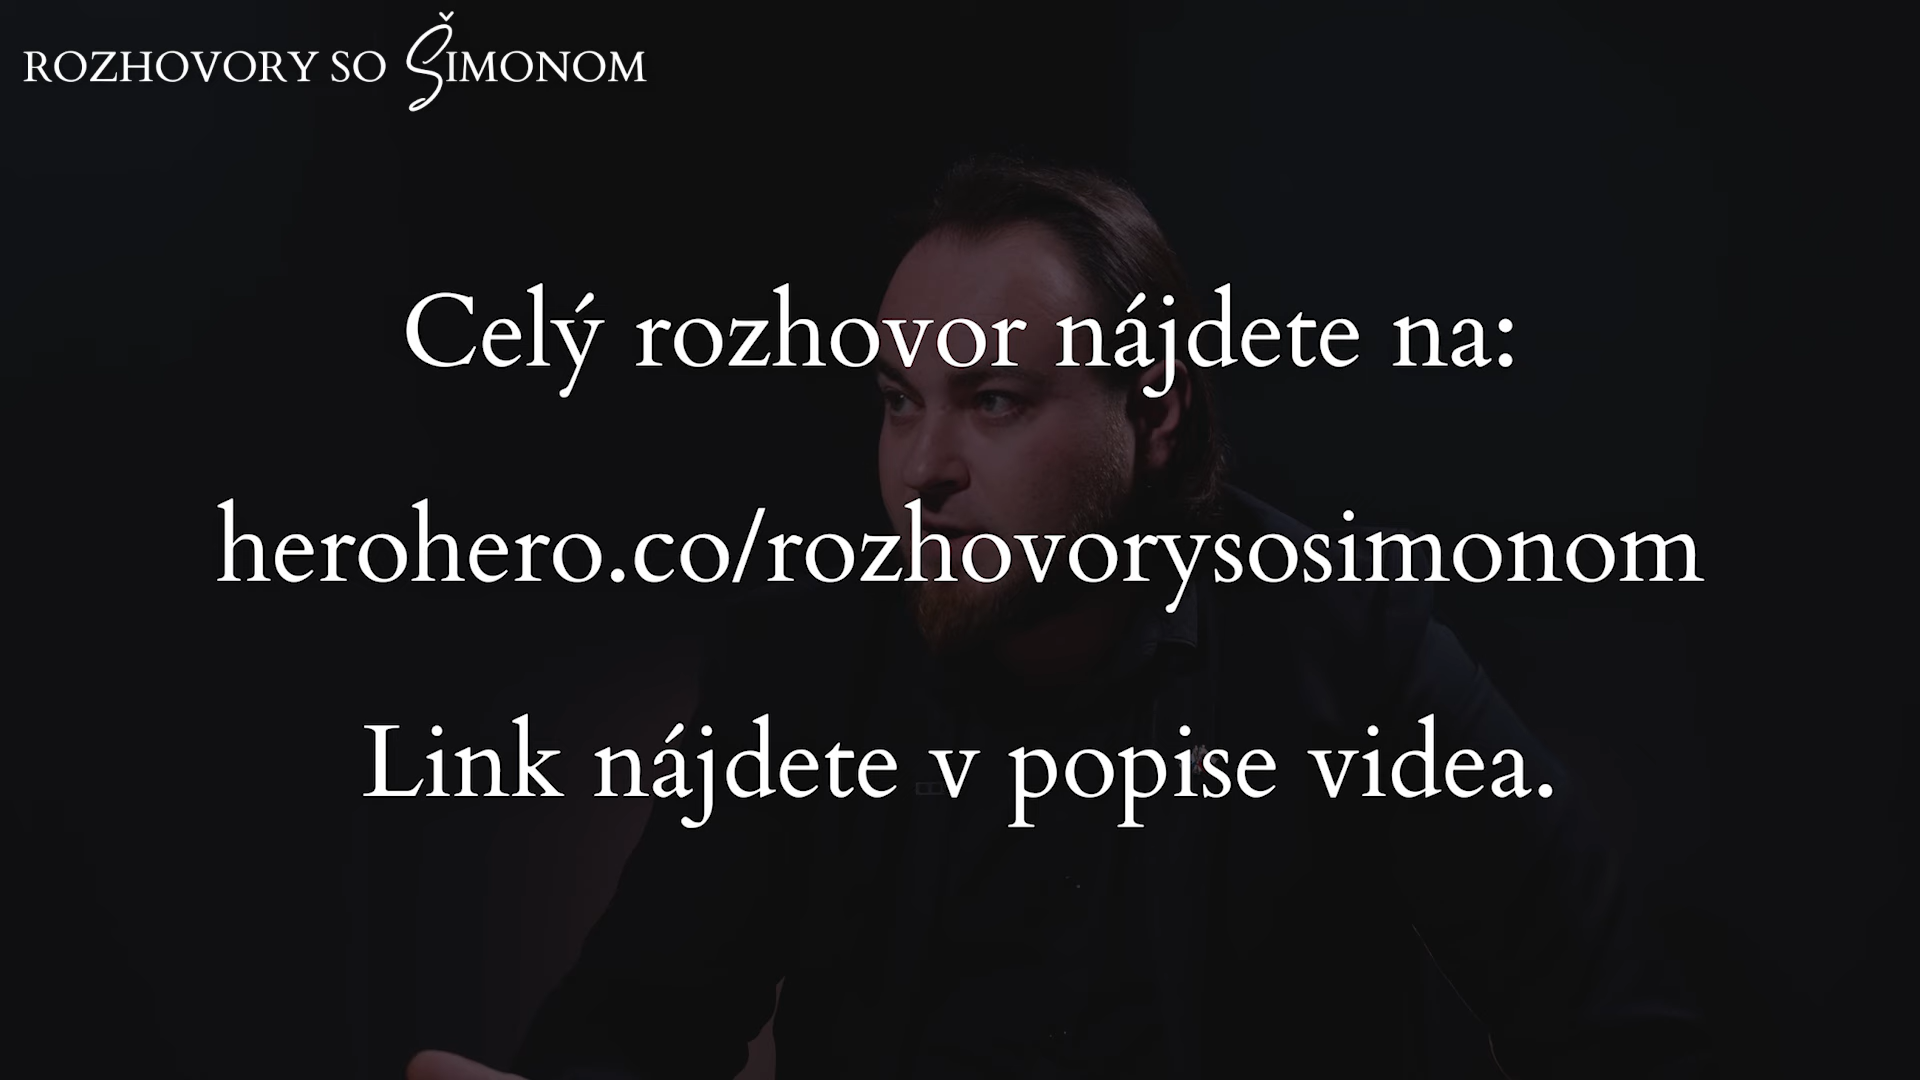 ROZHOVORY SO ŠIMONOM
Celý rozhovor nájdete na:
herohero.co/rozhovorysosimonom
Link nájdete v popise videa.